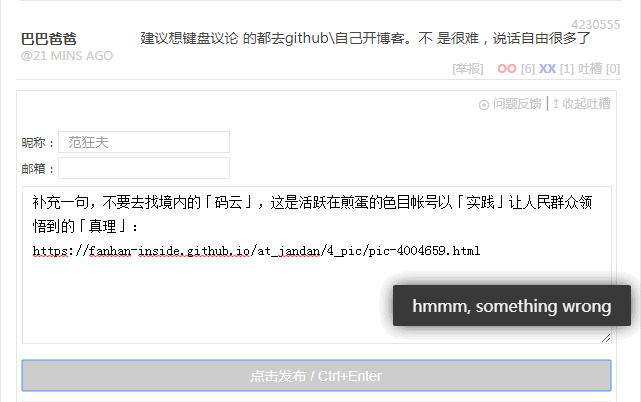 4230555
巴巴爸爸 建议想键盘议论 的都去github\自己开博客。不 是很难，说话自由很多了
@21 MINS AGO
[举报] OO [6] XX [1] 吐槽 [0]
问题反馈 | 收起吐槽
昵称： 范狂夫
邮箱：
补充一句，不要去找境内的「码云」，这是活跃在煎蛋的色目帐号以「实践」让人民群众领
悟到的「真理」：
https://fanhan-inside.github.io/at_jandan/4_pic/pic-4004659.html
hmmm, something wrong
点击发布 / Ctrl+Enter